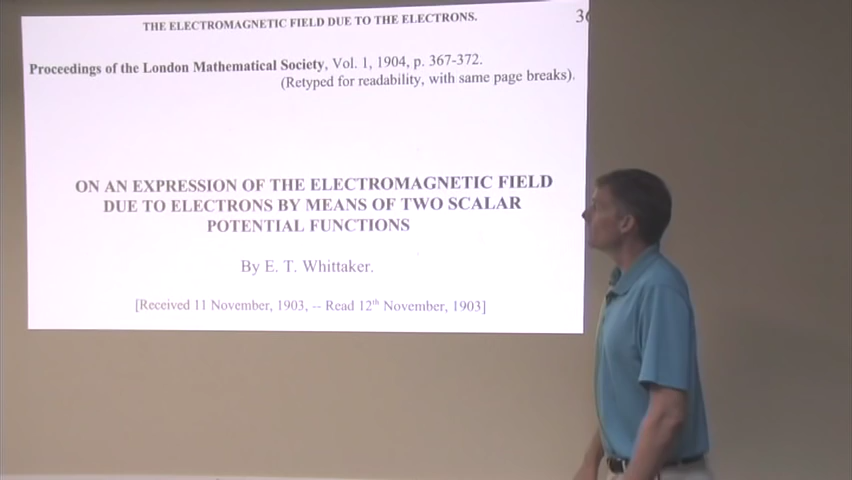 THE ELECTROMAGNETIC FIELD DUE TO THE ELECTRONS. 36
Proceedings of the London Mathematical Society, Vol. 1, 1904, p. 367-372.
(Retyped for readability, with same page breaks).
ON AN EXPRESSION OF THE ELECTROMAGNETIC FIELD
DUE TO ELECTRONS BY MEANS OF TWO SCALAR
POTENTIAL FUNCTIONS
By E. T. Whittaker.
[Received 11 November, 1903, -- Read 12th November, 1903]